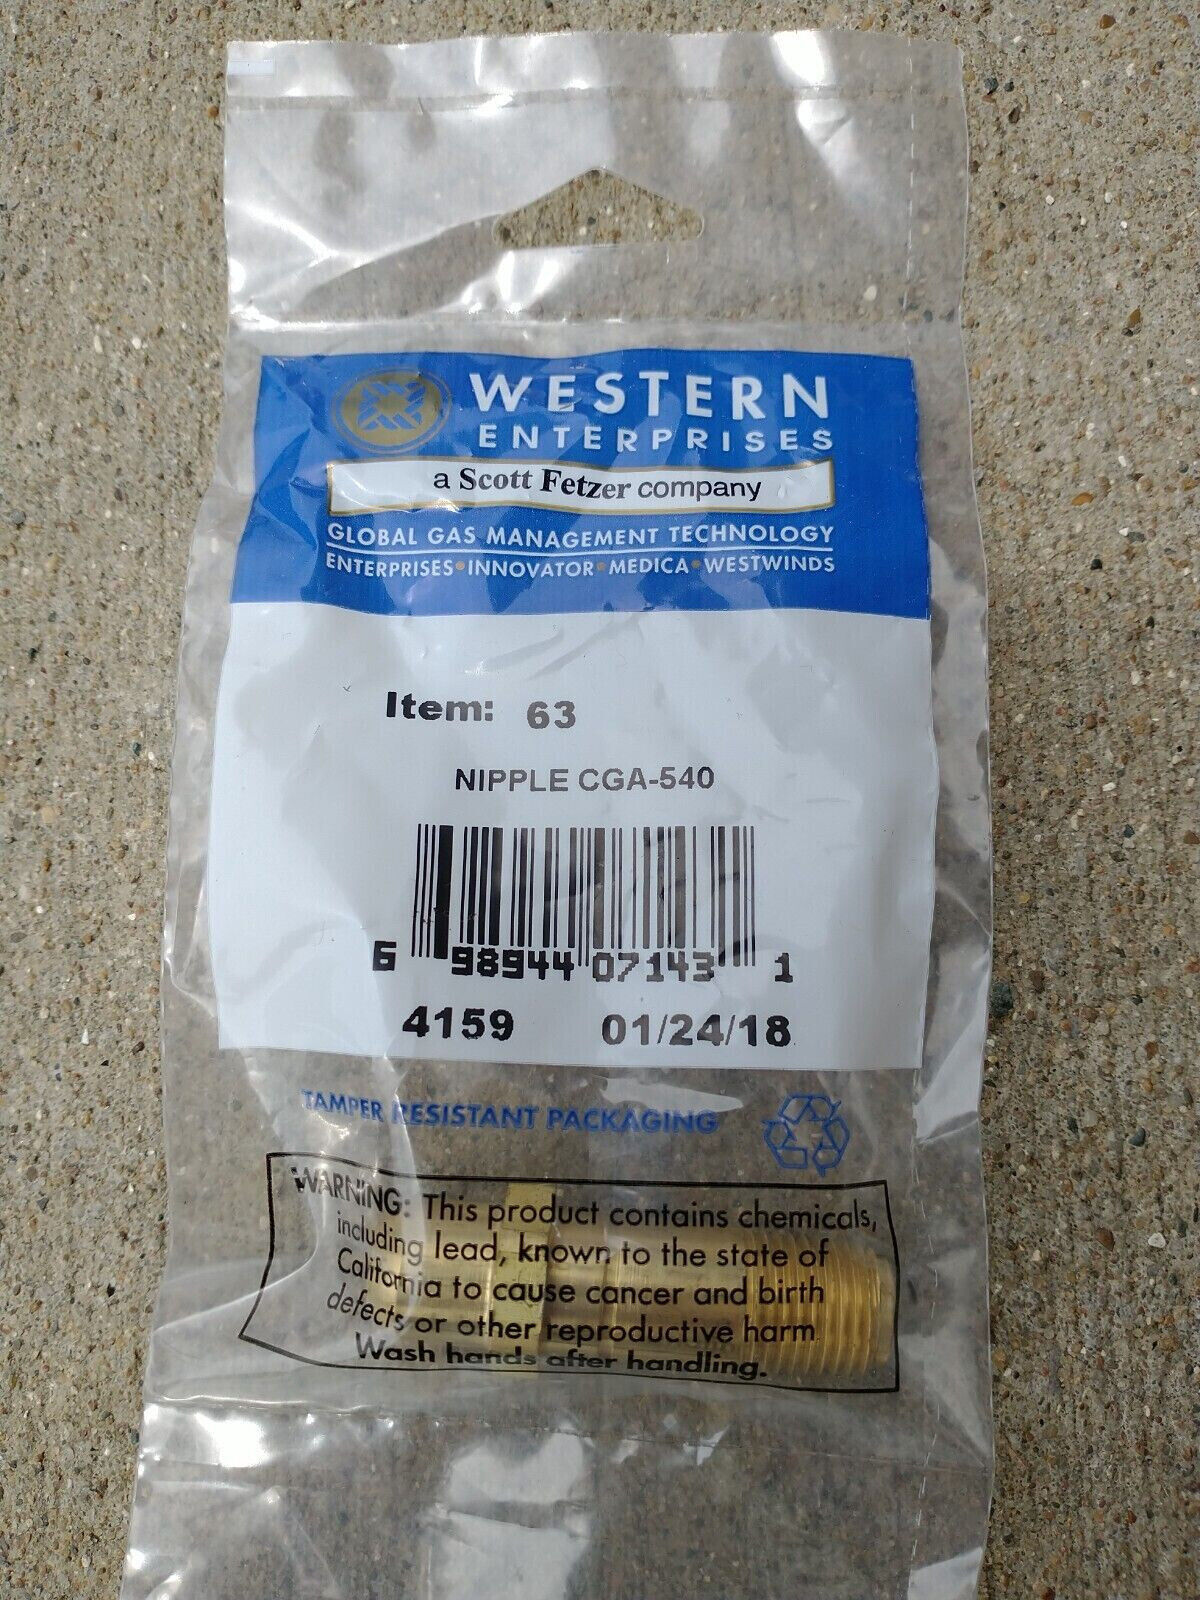 WESTERN
ENTERPRISES
a Scott Fetzer company
GLOBAL GAS MANAGEMENT TECHNOLOGY
ENTERPRISES•INNOVATOR•MEDICA•WESTWINDS
Item: 63
NIPPLE CGA-540
6 98944 07143 1
4159 01/24/18
TAMPER RESISTANT PACKAGING
WARNING: This product contains chemicals,
including lead, known to the state of
California to cause cancer and birth
defects or other reproductive harm.
Wash hands after handling.